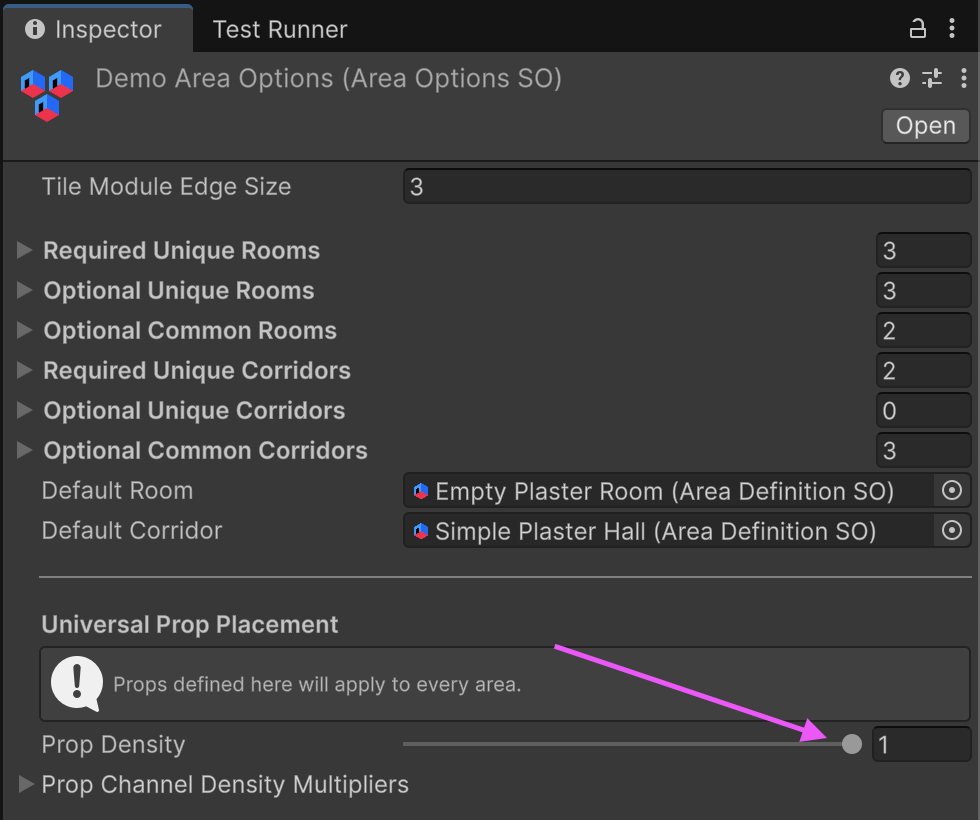 Inspector Test Runner
Demo Area Options (Area Options SO)
Open
Tile Module Edge Size 3
Required Unique Rooms 3
Optional Unique Rooms 3
Optional Common Rooms 2
Required Unique Corridors 2
Optional Unique Corridors 0
Optional Common Corridors 3
Default Room Empty Plaster Room (Area Definition SO)
Default Corridor Simple Plaster Hall (Area Definition SO)
Universal Prop Placement
Props defined here will apply to every area.
Prop Density 1
Prop Channel Density Multipliers